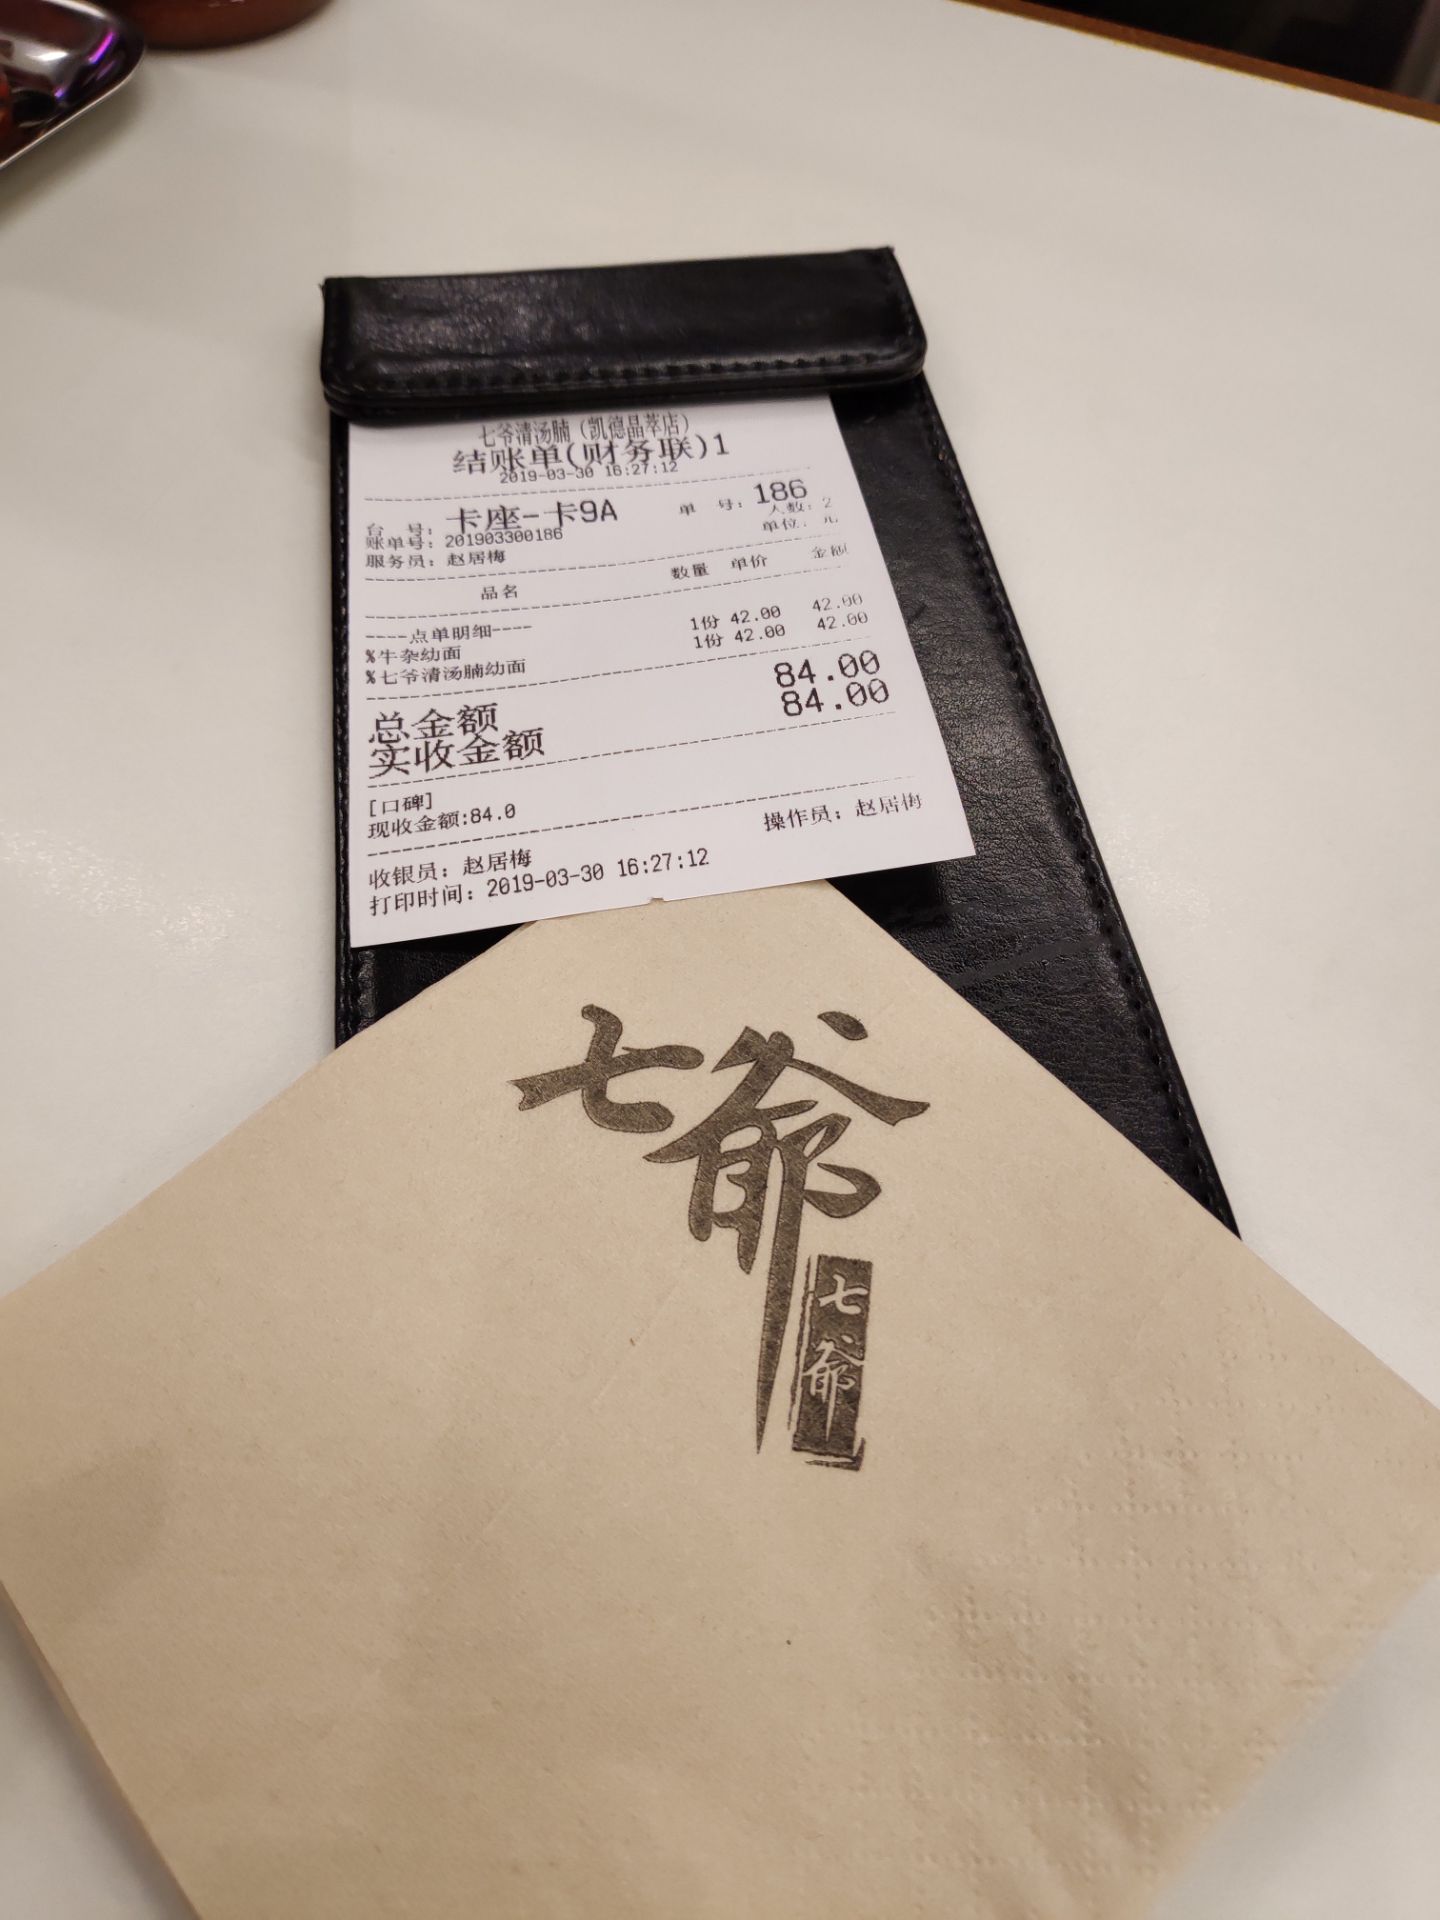 七爷清汤腩(凯德晶萃店)
结账单(财务联)1
2019-03-30 16:27:12
台 号: 卡座-卡9A 单 号: 186
账单号: 201903300186 人数: 2
服务员: 赵居梅 单位: 元
品名 数量 单价 金额
----点单明细----
%牛杂幼面 1份 42.00 42.00
%七爷清汤腩幼面 1份 42.00 42.00
总金额 84.00
实收金额 84.00
[口碑]
现收金额:84.0
收银员: 赵居梅 操作员: 赵居梅
打印时间: 2019-03-30 16:27:12
七爷
七爷